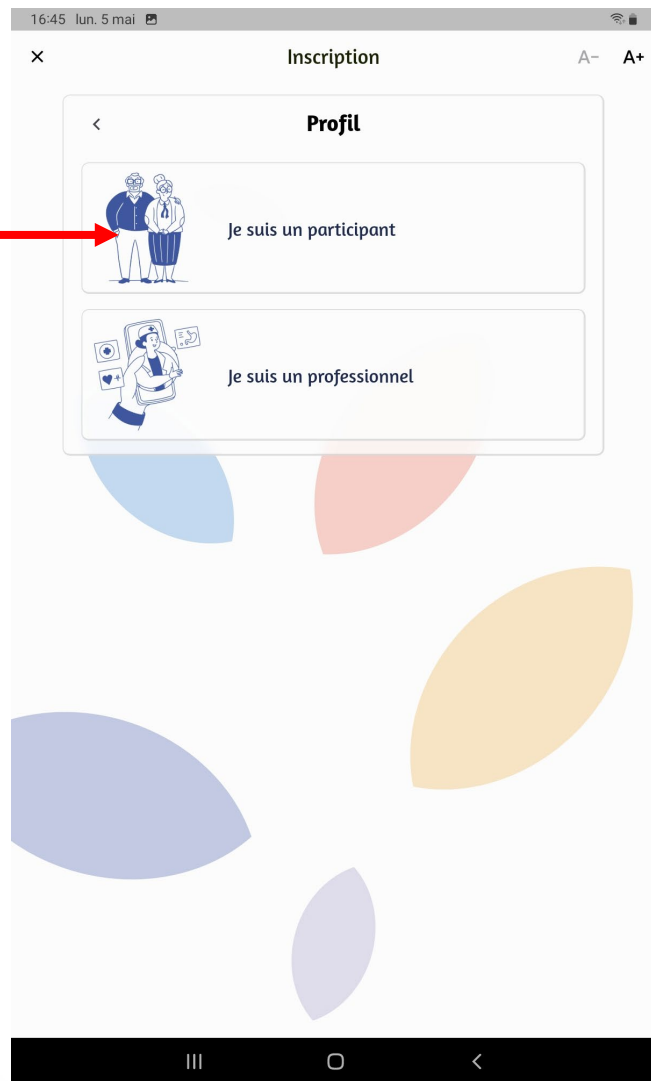 16:45 lun. 5 mai
Inscription
A- A+
Profil
Je suis un participant
Je suis un professionnel